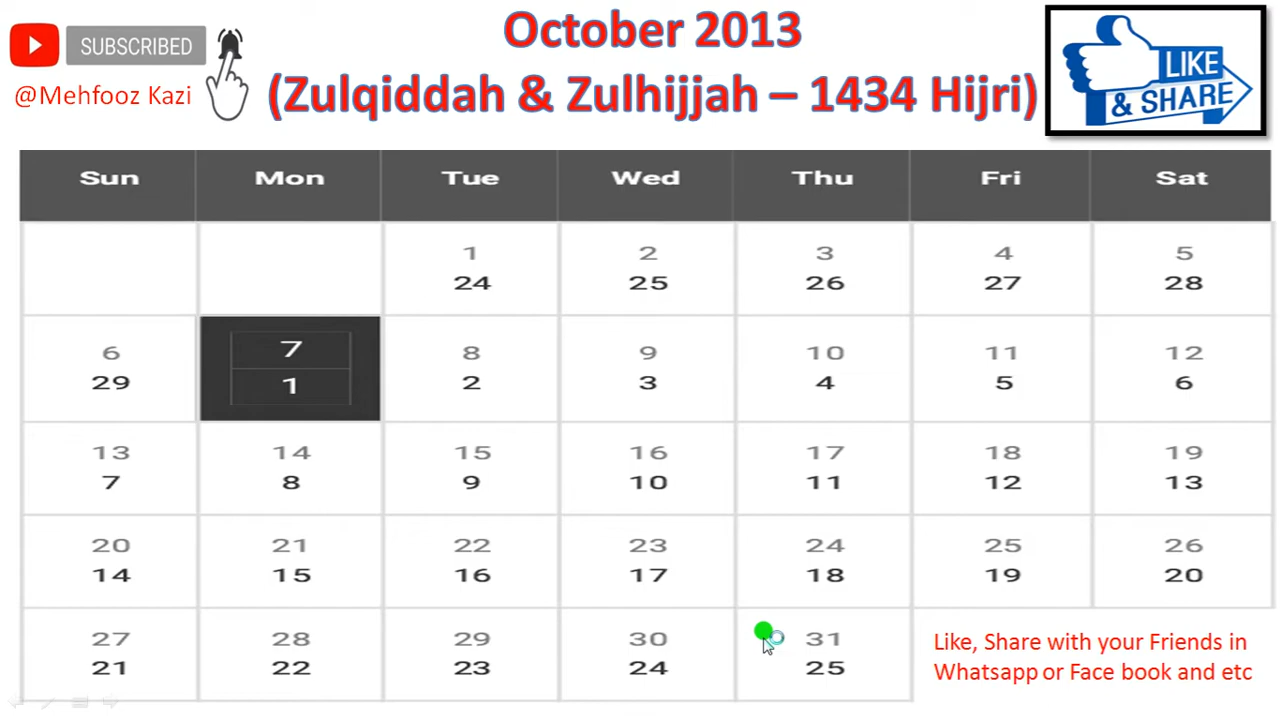 SUBSCRIBED
@Mehfooz Kazi
October 2013
(Zulqiddah & Zulhijjah – 1434 Hijri)
LIKE
& SHARE
Sun Mon Tue Wed Thu Fri Sat
1 2 3 4 5
24 25 26 27 28
6 7 8 9 10 11 12
29 1 2 3 4 5 6
13 14 15 16 17 18 19
7 8 9 10 11 12 13
20 21 22 23 24 25 26
14 15 16 17 18 19 20
27 28 29 30 31
21 22 23 24 25
Like, Share with your Friends in
Whatsapp or Face book and etc